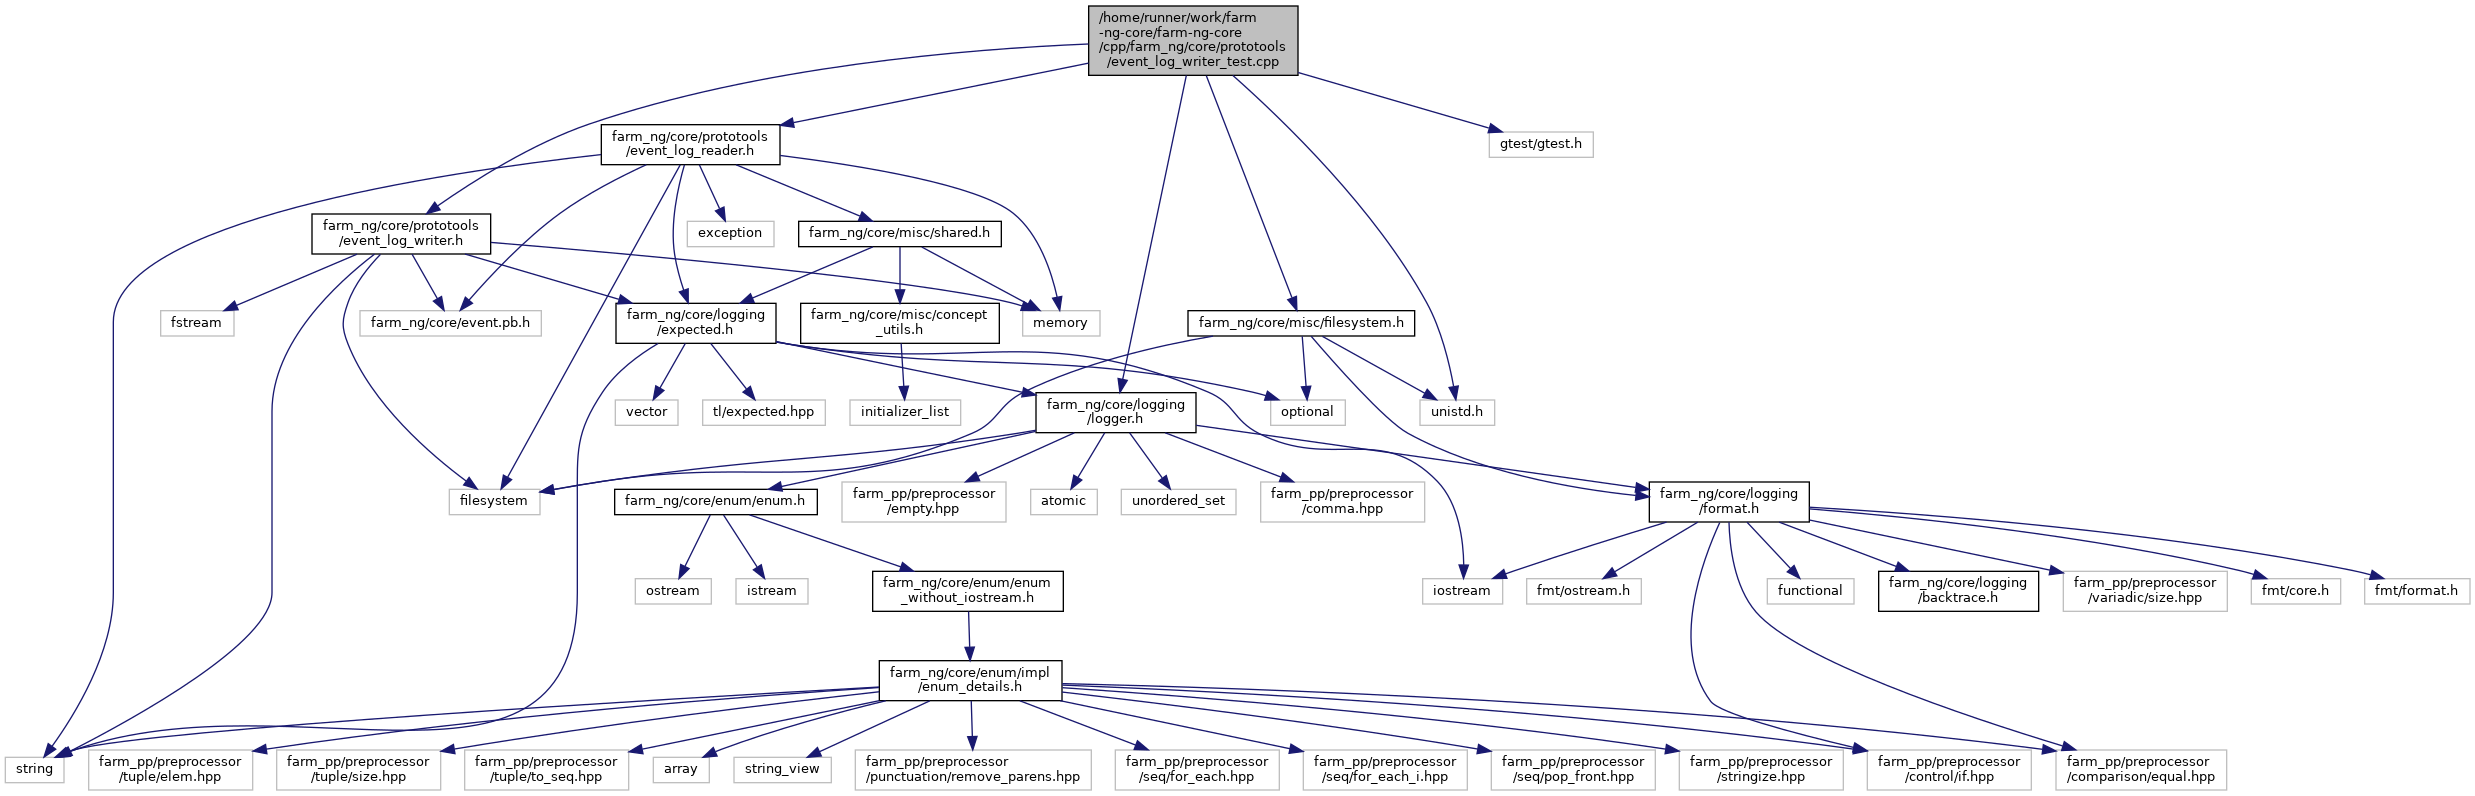 /home/runner/work/farm
-ng-core/farm-ng-core
/cpp/farm_ng/core/prototools
/event_log_writer_test.cpp
farm_ng/core/prototools
/event_log_reader.h
gtest/gtest.h
farm_ng/core/prototools
/event_log_writer.h
exception
farm_ng/core/misc/shared.h
fstream
farm_ng/core/event.pb.h
farm_ng/core/logging
/expected.h
farm_ng/core/misc/concept
_utils.h
memory
farm_ng/core/misc/filesystem.h
vector
tl/expected.hpp
initializer_list
farm_ng/core/logging
/logger.h
optional
unistd.h
filesystem
farm_ng/core/enum/enum.h
farm_pp/preprocessor
/empty.hpp
atomic
unordered_set
farm_pp/preprocessor
/comma.hpp
farm_ng/core/logging
/format.h
ostream
istream
farm_ng/core/enum/enum
_without_iostream.h
iostream
fmt/ostream.h
functional
farm_ng/core/logging
/backtrace.h
farm_pp/preprocessor
/variadic/size.hpp
fmt/core.h
fmt/format.h
farm_ng/core/enum/impl
/enum_details.h
string
farm_pp/preprocessor
/tuple/elem.hpp
farm_pp/preprocessor
/tuple/size.hpp
farm_pp/preprocessor
/tuple/to_seq.hpp
array
string_view
farm_pp/preprocessor
/punctuation/remove_parens.hpp
farm_pp/preprocessor
/seq/for_each.hpp
farm_pp/preprocessor
/seq/for_each_i.hpp
farm_pp/preprocessor
/seq/pop_front.hpp
farm_pp/preprocessor
/stringize.hpp
farm_pp/preprocessor
/control/if.hpp
farm_pp/preprocessor
/comparison/equal.hpp